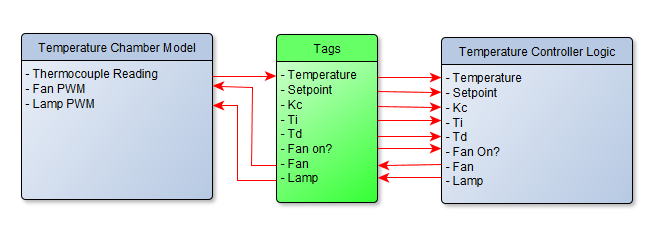 Temperature Chamber Model
- Thermocouple Reading
- Fan PWM
- Lamp PWM
Tags
- Temperature
- Setpoint
- Kc
- Ti
- Td
- Fan on?
- Fan
- Lamp
Temperature Controller Logic
- Temperature
- Setpoint
- Kc
- Ti
- Td
- Fan On?
- Fan
- Lamp